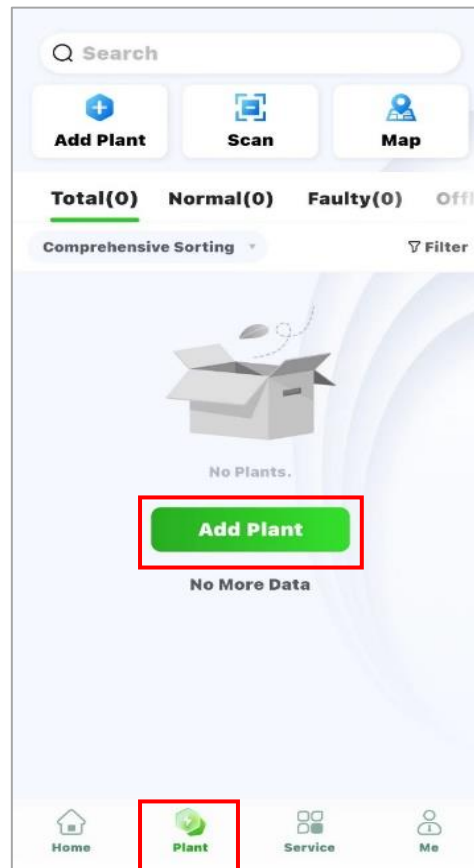 Search
Add Plant Scan Map
Total(0) Normal(0) Faulty(0) Offl
Comprehensive Sorting Filter
No Plants.
Add Plant
No More Data
Home Plant Service Me